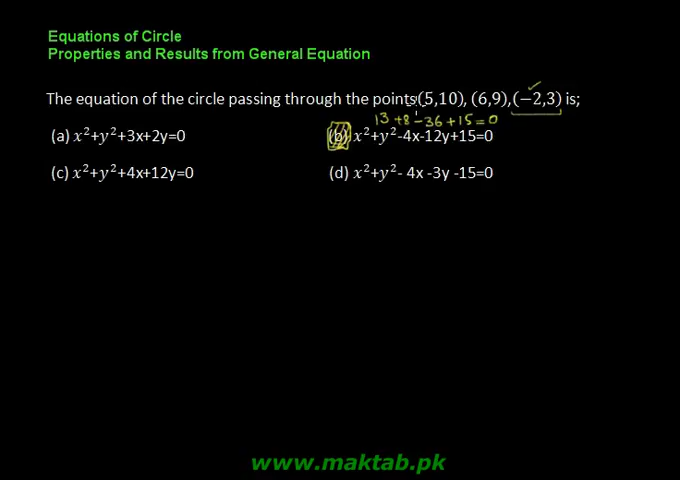 Equations of Circle
Properties and Results from General Equation
The equation of the circle passing through the points (5,10), (6,9),(−2,3) is;
13 +8 −36 +15 = 0
(a) x²+y²+3x+2y=0 (b) x²+y²-4x-12y+15=0
(c) x²+y²+4x+12y=0 (d) x²+y²- 4x -3y -15=0
www.maktab.pk